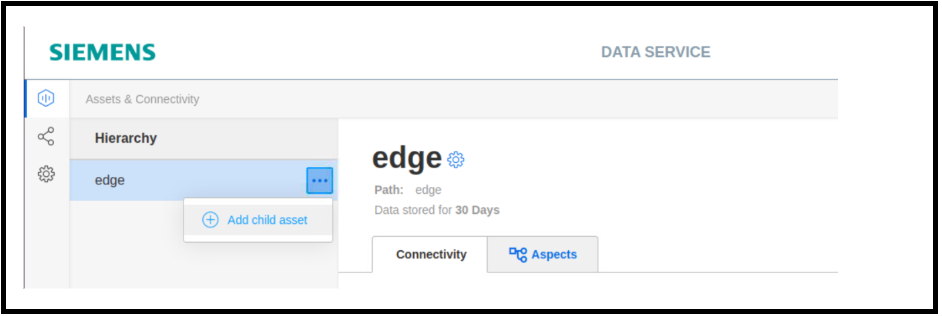 SIEMENS
DATA SERVICE
Assets & Connectivity
Hierarchy
edge
Add child asset
edge
Path: edge
Data stored for 30 Days
Connectivity
Aspects